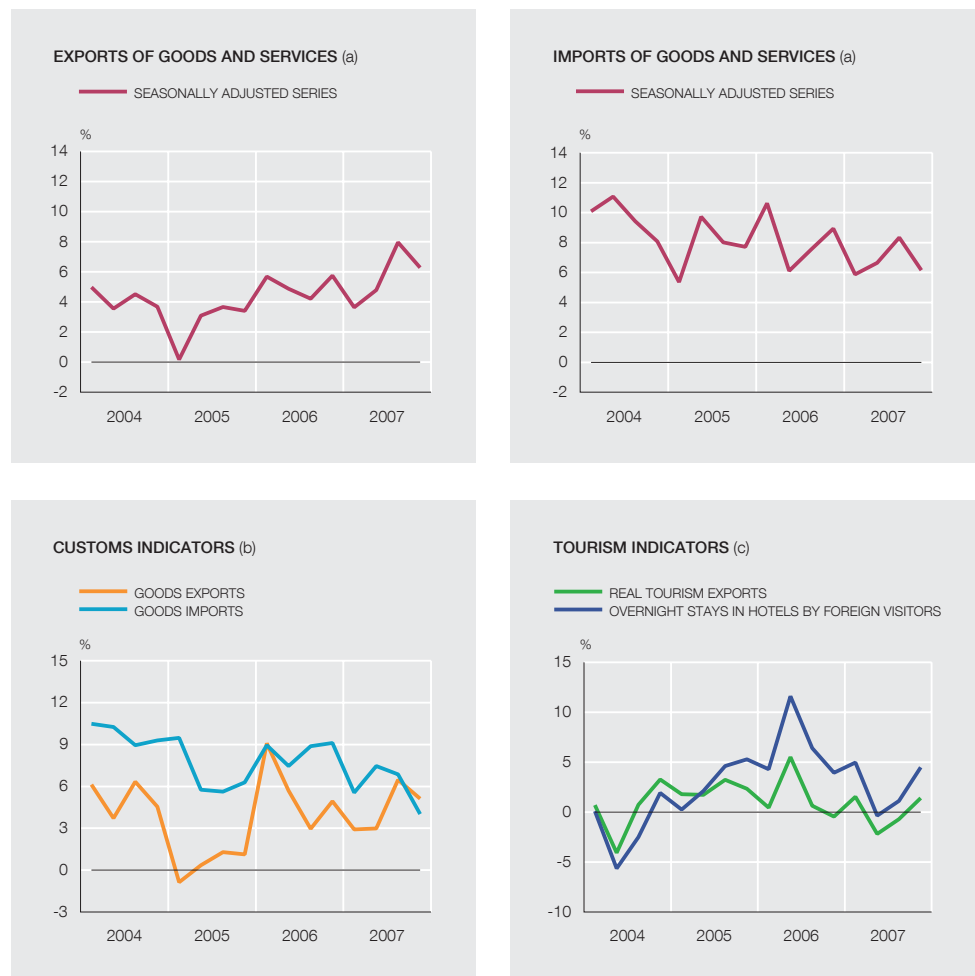 EXPORTS OF GOODS AND SERVICES (a)
SEASONALLY ADJUSTED SERIES
%
14
12
10
8
6
4
2
0
-2
2004 2005 2006 2007
IMPORTS OF GOODS AND SERVICES (a)
SEASONALLY ADJUSTED SERIES
%
14
12
10
8
6
4
2
0
-2
2004 2005 2006 2007
CUSTOMS INDICATORS (b)
GOODS EXPORTS
GOODS IMPORTS
%
15
12
9
6
3
0
-3
2004 2005 2006 2007
TOURISM INDICATORS (c)
REAL TOURISM EXPORTS
OVERNIGHT STAYS IN HOTELS BY FOREIGN VISITORS
%
15
10
5
0
-5
-10
2004 2005 2006 2007